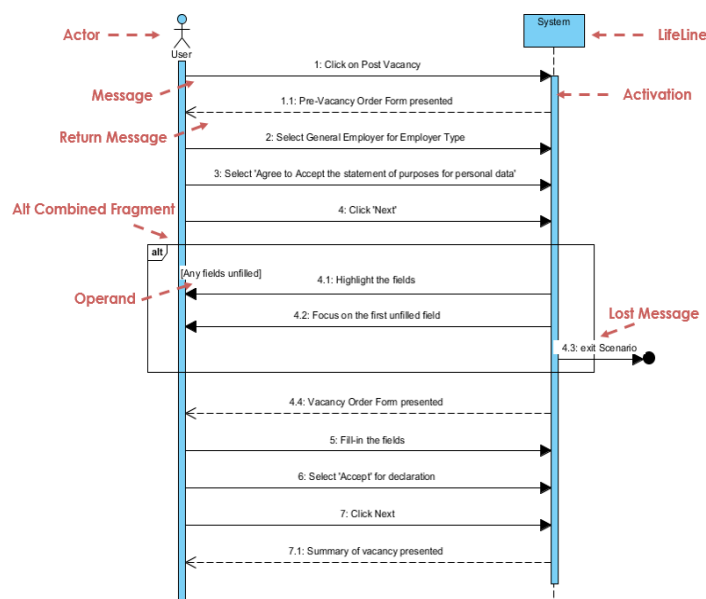 Actor
User
System
LifeLine
1: Click on Post Vacancy
Message
Activation
1.1: Pre-Vacancy Order Form presented
Return Message
2: Select General Employer for Employer Type
3: Select 'Agree to Accept the statement of purposes for personal data'
Alt Combined Fragment
4: Click 'Next'
alt
[Any fields unfilled]
4.1: Highlight the fields
Operand
4.2: Focus on the first unfilled field
Lost Message
4.3: exit Scenario
4.4: Vacancy Order Form presented
5: Fill-in the fields
6: Select 'Accept' for declaration
7: Click Next
7.1: Summary of vacancy presented